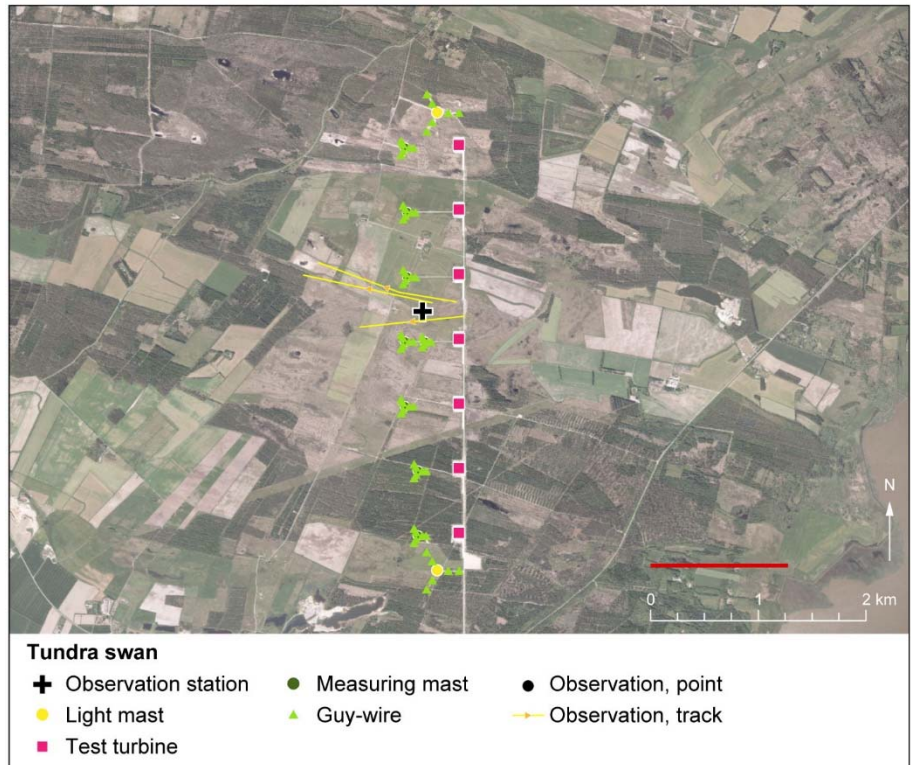 N
0 1 2 km
Tundra swan
Observation station
Measuring mast
Observation, point
Light mast
Guy-wire
Observation, track
Test turbine